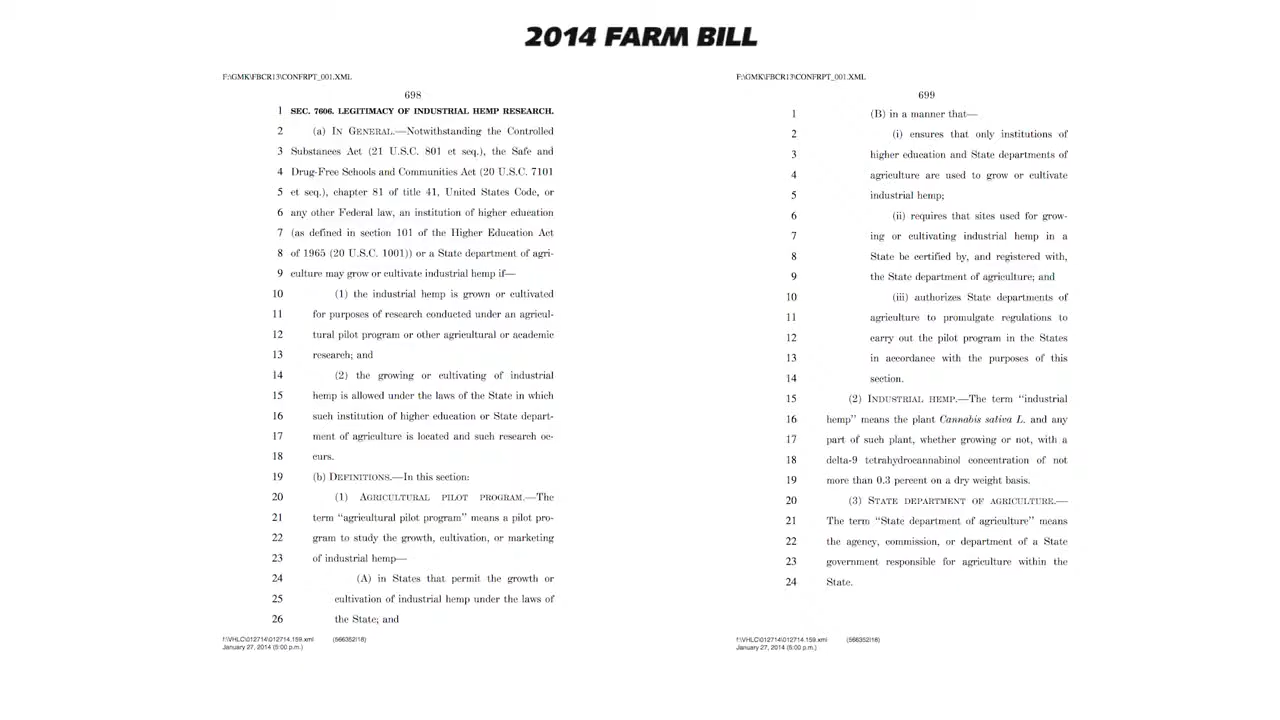 2014 FARM BILL
F:\GMK\FBCR13\CONFRPT_001.XML
698
1 SEC. 7606. LEGITIMACY OF INDUSTRIAL HEMP RESEARCH.
2 (a) IN GENERAL.—Notwithstanding the Controlled
3 Substances Act (21 U.S.C. 801 et seq.), the Safe and
4 Drug-Free Schools and Communities Act (20 U.S.C. 7101
5 et seq.), chapter 81 of title 41, United States Code, or
6 any other Federal law, an institution of higher education
7 (as defined in section 101 of the Higher Education Act
8 of 1965 (20 U.S.C. 1001)) or a State department of agri-
9 culture may grow or cultivate industrial hemp if—
10 (1) the industrial hemp is grown or cultivated
11 for purposes of research conducted under an agricul-
12 tural pilot program or other agricultural or academic
13 research; and
14 (2) the growing or cultivating of industrial
15 hemp is allowed under the laws of the State in which
16 such institution of higher education or State depart-
17 ment of agriculture is located and such research oc-
18 curs.
19 (b) DEFINITIONS.—In this section:
20 (1) AGRICULTURAL PILOT PROGRAM.—The
21 term “agricultural pilot program” means a pilot pro-
22 gram to study the growth, cultivation, or marketing
23 of industrial hemp—
24 (A) in States that permit the growth or
25 cultivation of industrial hemp under the laws of
26 the State; and
f:\VHLC\012714\012714.159.xml (566352|18)
January 27, 2014 (5:00 p.m.)
F:\GMK\FBCR13\CONFRPT_001.XML
699
1 (B) in a manner that—
2 (i) ensures that only institutions of
3 higher education and State departments of
4 agriculture are used to grow or cultivate
5 industrial hemp;
6 (ii) requires that sites used for grow-
7 ing or cultivating industrial hemp in a
8 State be certified by, and registered with,
9 the State department of agriculture; and
10 (iii) authorizes State departments of
11 agriculture to promulgate regulations to
12 carry out the pilot program in the States
13 in accordance with the purposes of this
14 section.
15 (2) INDUSTRIAL HEMP.—The term “industrial
16 hemp” means the plant Cannabis sativa L. and any
17 part of such plant, whether growing or not, with a
18 delta-9 tetrahydrocannabinol concentration of not
19 more than 0.3 percent on a dry weight basis.
20 (3) STATE DEPARTMENT OF AGRICULTURE.—
21 The term “State department of agriculture” means
22 the agency, commission, or department of a State
23 government responsible for agriculture within the
24 State.
f:\VHLC\012714\012714.159.xml (566352|18)
January 27, 2014 (5:00 p.m.)